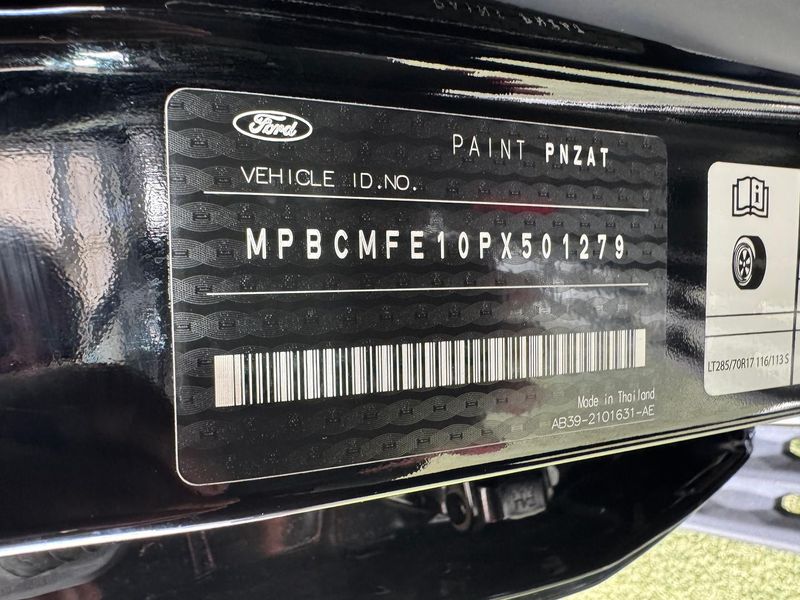 Ford
PAINT PNZAT
VEHICLE ID.NO.
MPBCMFE10PX501279
Made in Thailand
AB39-2101631-AE
LT285/70R17 116/113 S